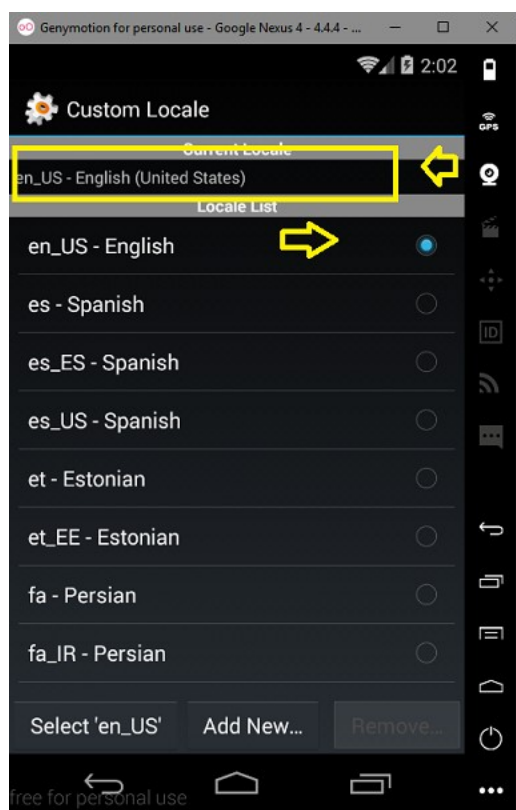 Genymotion for personal use - Google Nexus 4 - 4.4.4 - ...
2:02
Custom Locale
GPS
Current Locale
en_US - English (United States)
Locale List
en_US - English
es - Spanish
es_ES - Spanish
es_US - Spanish
ID
et - Estonian
et_EE - Estonian
fa - Persian
fa_IR - Persian
Select 'en_US'
Add New...
Remove...
free for personal use